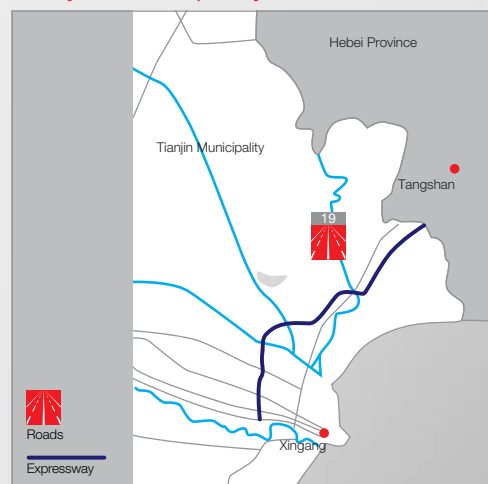 Hebei Province
Tianjin Municipality
Tangshan
19
Roads
Xingang
Expressway